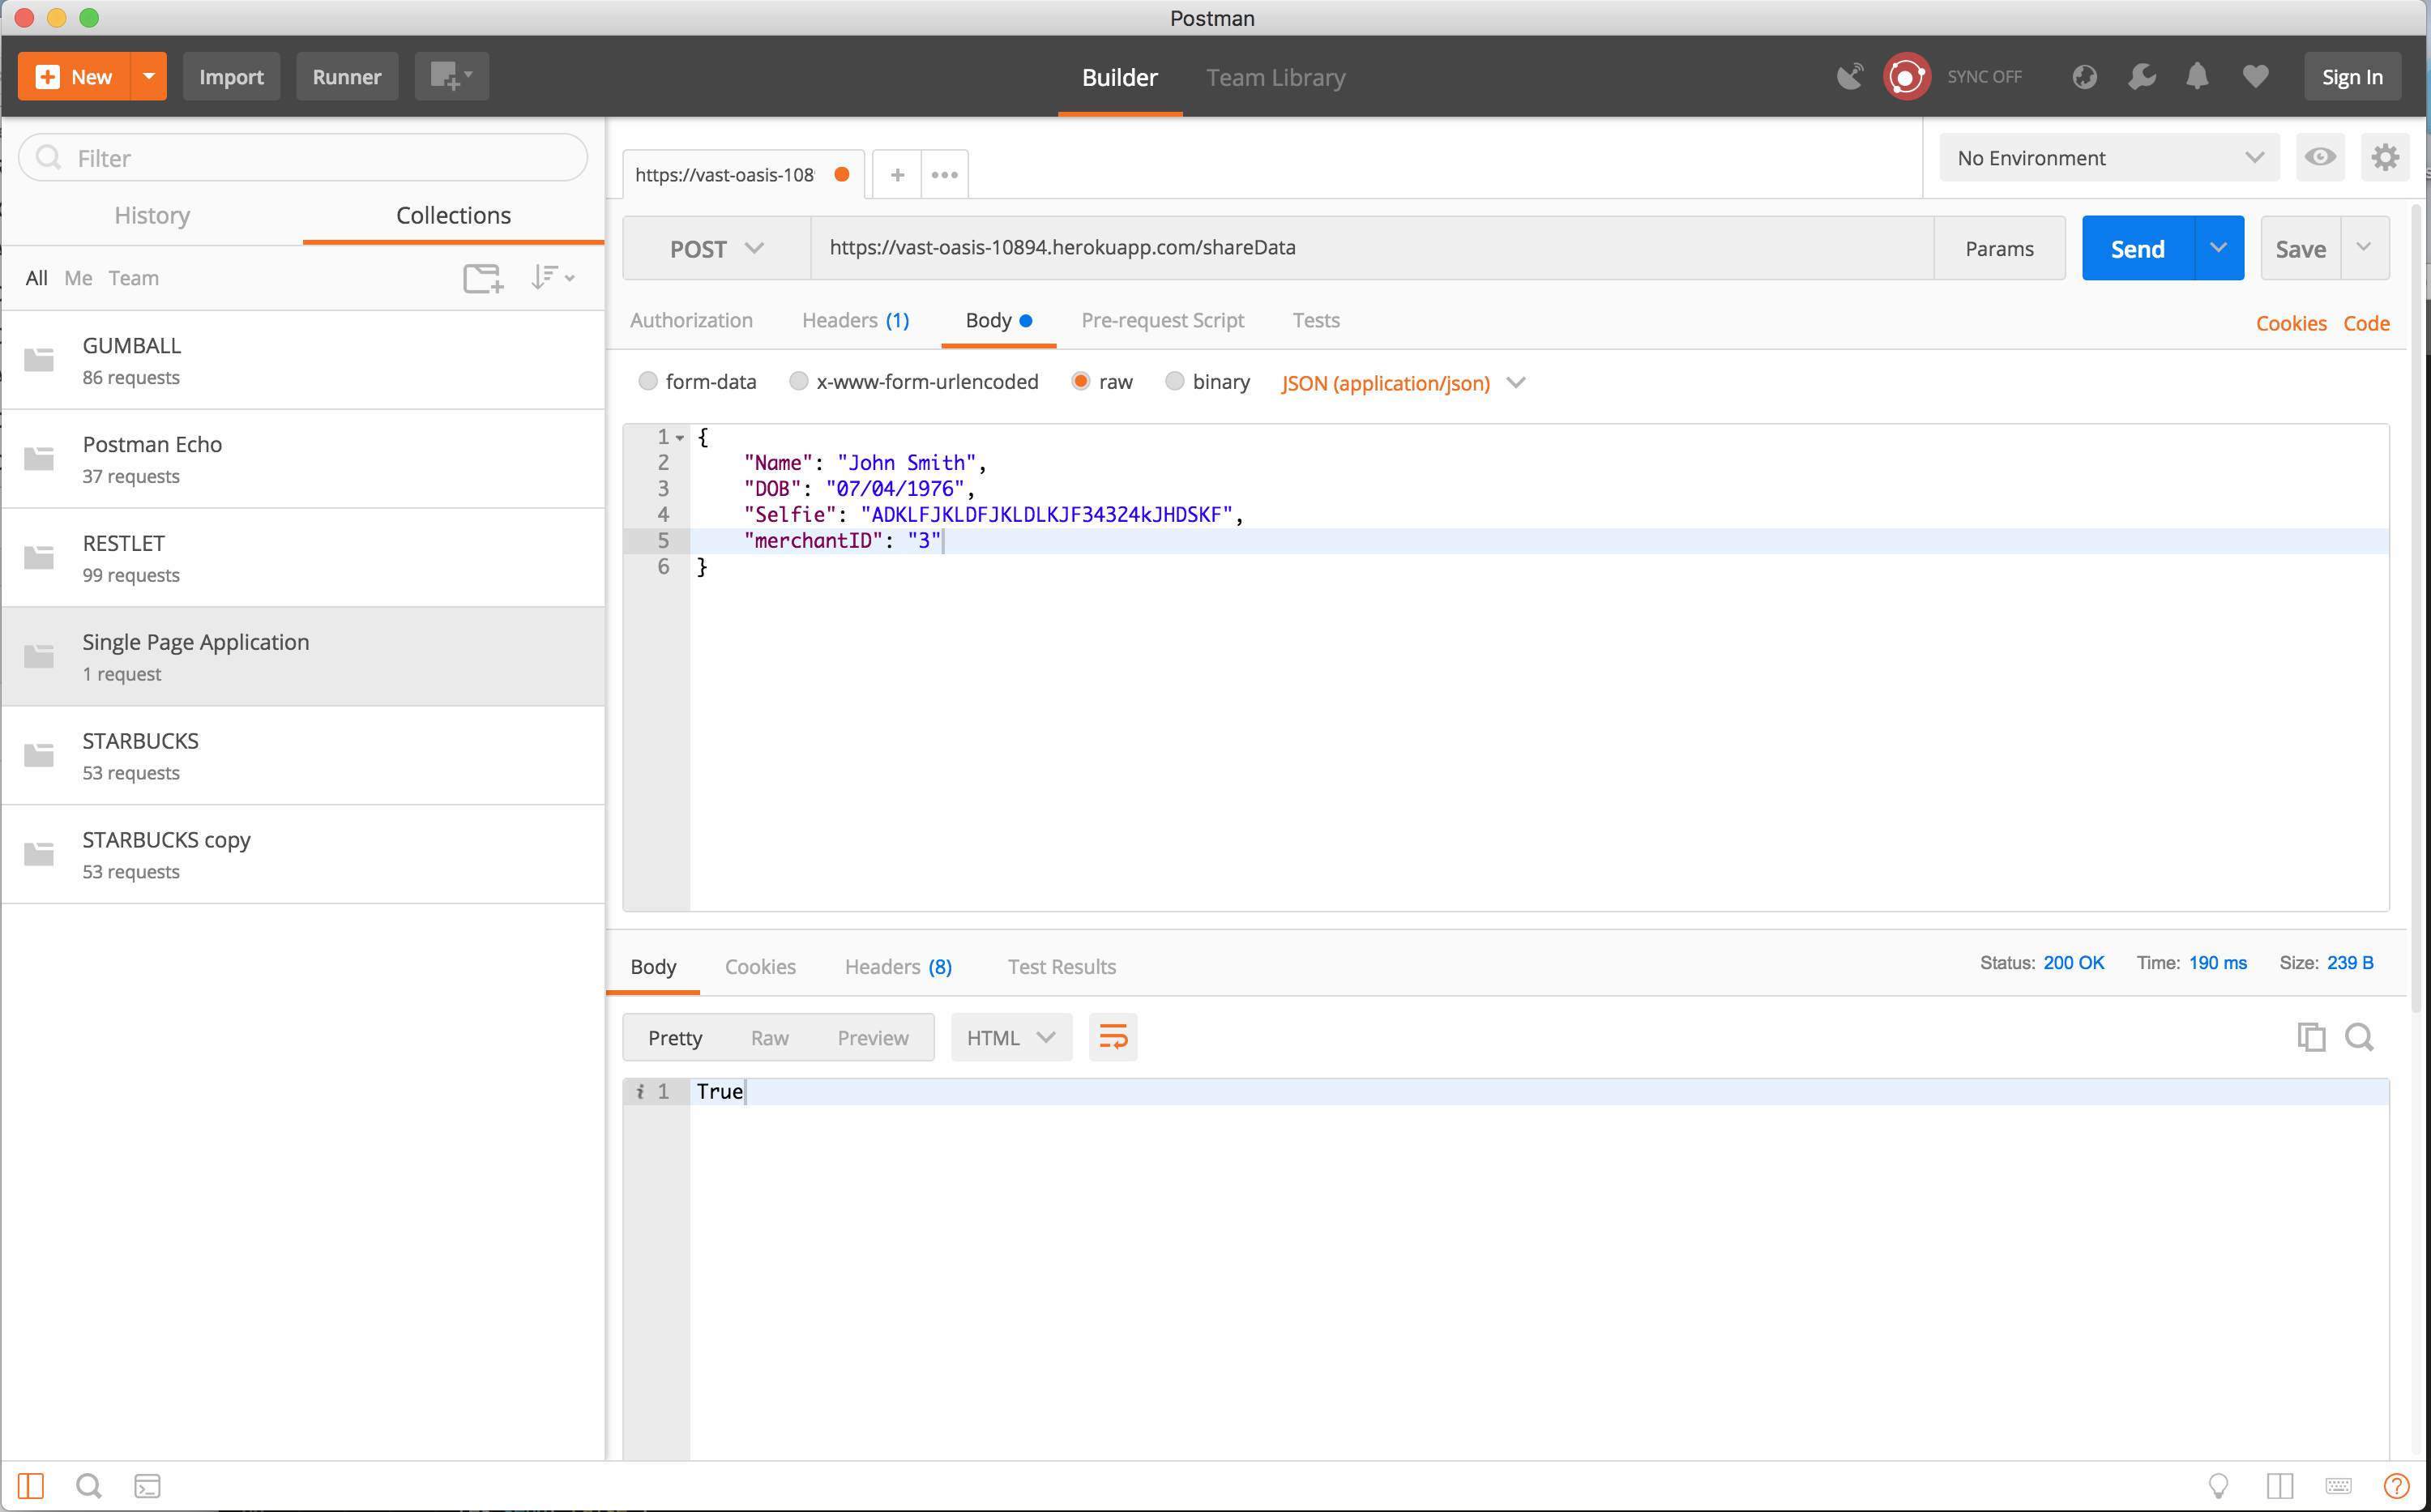 Postman
New
Import
Runner
Builder
Team Library
SYNC OFF
Sign In
Filter
History
Collections
All Me Team
GUMBALL
86 requests
Postman Echo
37 requests
RESTLET
99 requests
Single Page Application
1 request
STARBUCKS
53 requests
STARBUCKS copy
53 requests
https://vast-oasis-108
No Environment
POST
https://vast-oasis-10894.herokuapp.com/shareData
Params
Send
Save
Authorization
Headers (1)
Body
Pre-request Script
Tests
Cookies
Code
form-data
x-www-form-urlencoded
raw
binary
JSON (application/json)
1 {
2 "Name": "John Smith",
3 "DOB": "07/04/1976",
4 "Selfie": "ADKLFJKLDFJKLDLKJF34324kJHDSKF",
5 "merchantID": "3"
6 }
Body
Cookies
Headers (8)
Test Results
Status: 200 OK
Time: 190 ms
Size: 239 B
Pretty
Raw
Preview
HTML
i 1 True